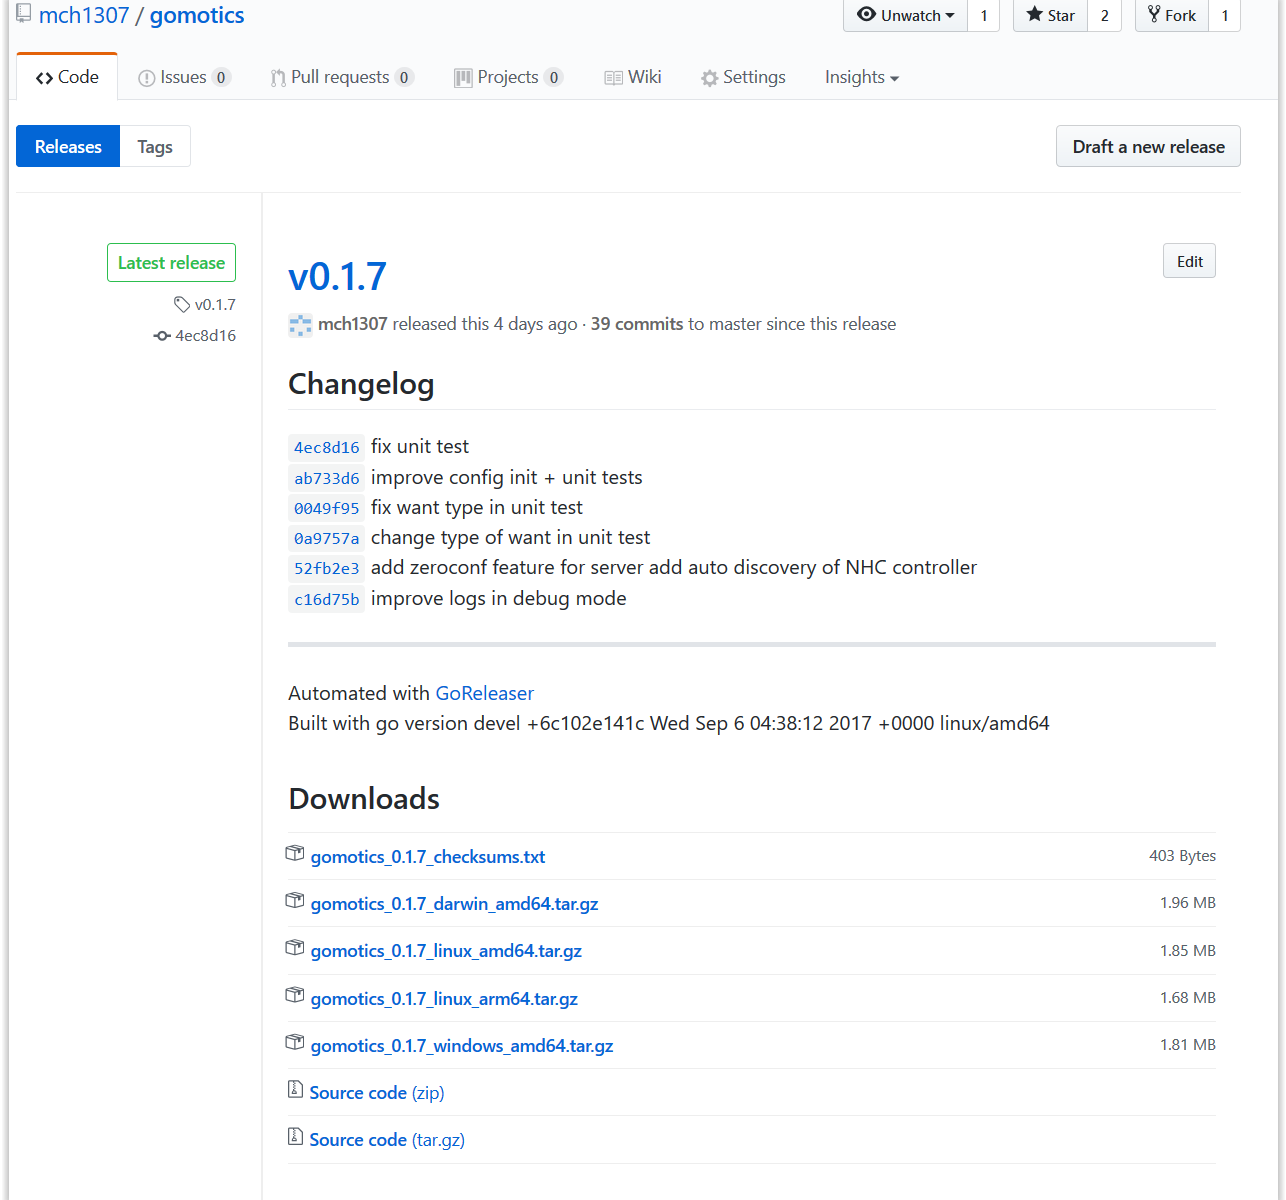 mch1307 / gomotics
Unwatch 1 Star 2 Fork 1
Code Issues 0 Pull requests 0 Projects 0 Wiki Settings Insights
Releases Tags Draft a new release
Latest release
v0.1.7
4ec8d16
v0.1.7 Edit
mch1307 released this 4 days ago · 39 commits to master since this release
Changelog
4ec8d16 fix unit test
ab733d6 improve config init + unit tests
0049f95 fix want type in unit test
0a9757a change type of want in unit test
52fb2e3 add zeroconf feature for server add auto discovery of NHC controller
c16d75b improve logs in debug mode
Automated with GoReleaser
Built with go version devel +6c102e141c Wed Sep 6 04:38:12 2017 +0000 linux/amd64
Downloads
gomotics_0.1.7_checksums.txt 403 Bytes
gomotics_0.1.7_darwin_amd64.tar.gz 1.96 MB
gomotics_0.1.7_linux_amd64.tar.gz 1.85 MB
gomotics_0.1.7_linux_arm64.tar.gz 1.68 MB
gomotics_0.1.7_windows_amd64.tar.gz 1.81 MB
Source code (zip)
Source code (tar.gz)